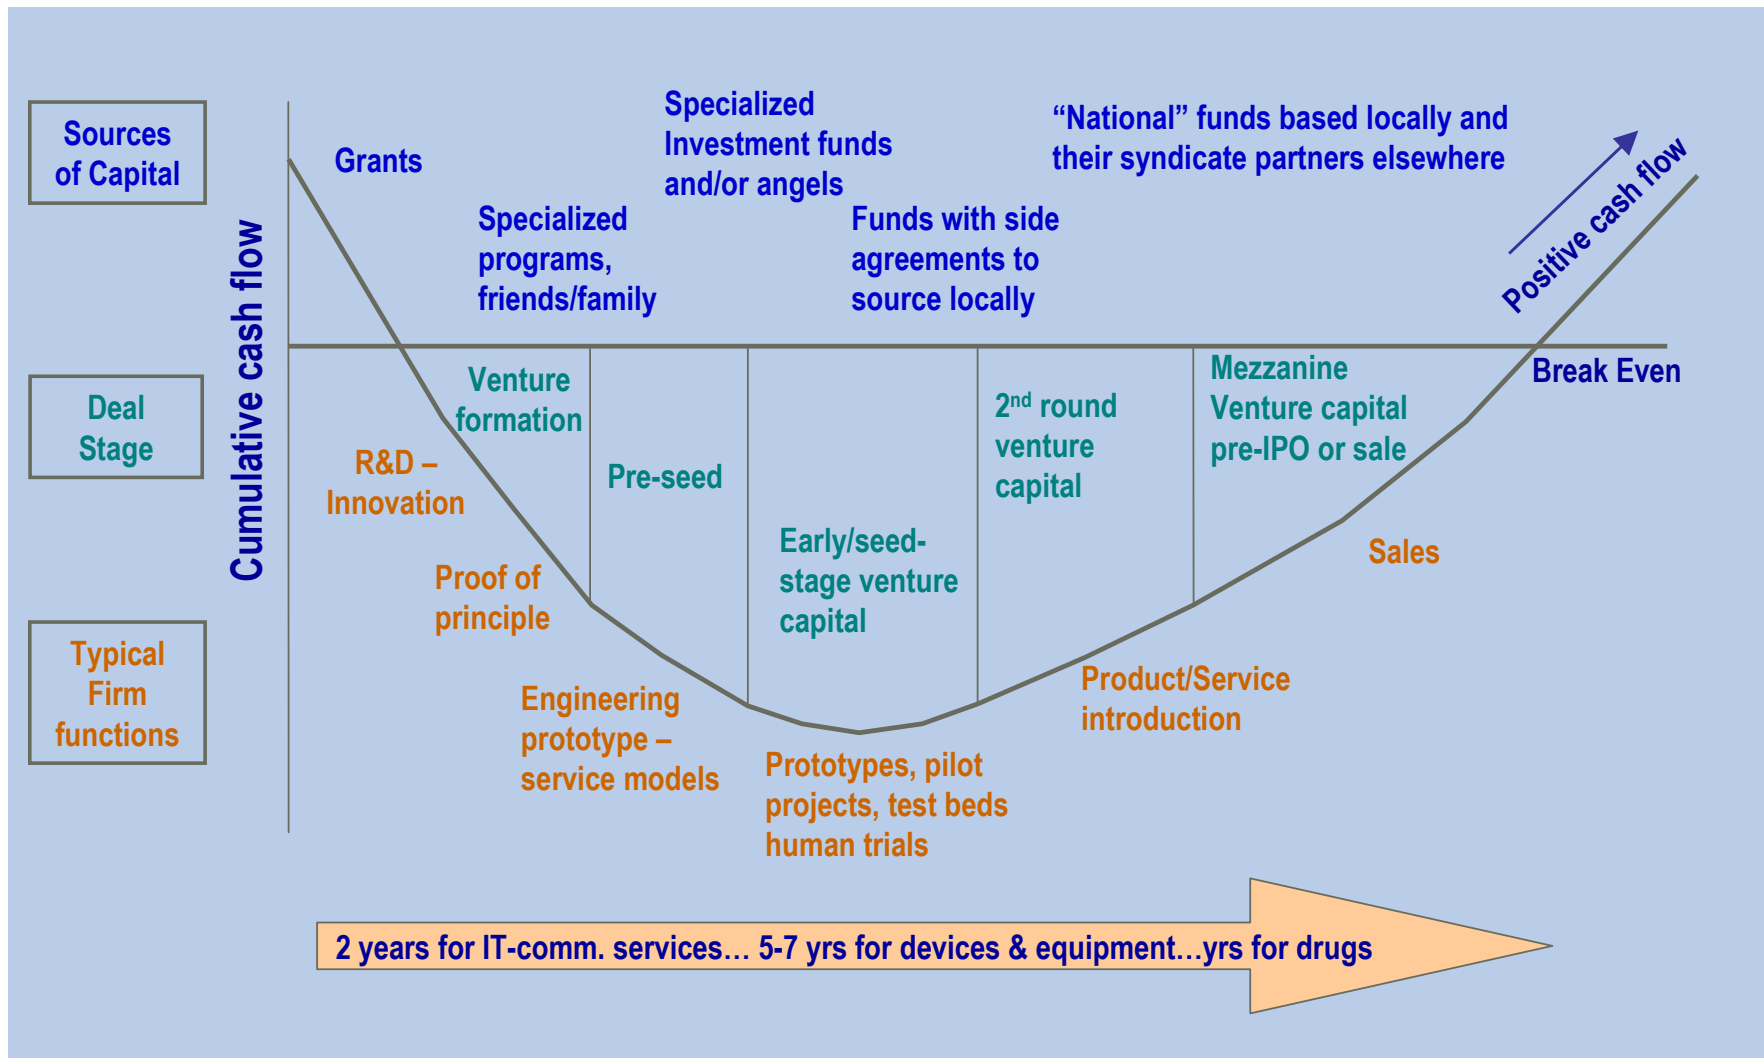 Sources
of Capital
Deal
Stage
Typical
Firm
functions
Cumulative cash flow
Grants
Specialized
programs,
friends/family
Specialized
Investment funds
and/or angels
Funds with side
agreements to
source locally
“National” funds based locally and
their syndicate partners elsewhere
Positive cash flow
Break Even
Venture
formation
Pre-seed
Early/seed-
stage venture
capital
2nd round
venture
capital
Mezzanine
Venture capital
pre-IPO or sale
R&D –
Innovation
Proof of
principle
Engineering
prototype –
service models
Prototypes, pilot
projects, test beds
human trials
Product/Service
introduction
Sales
2 years for IT-comm. services… 5-7 yrs for devices & equipment…yrs for drugs